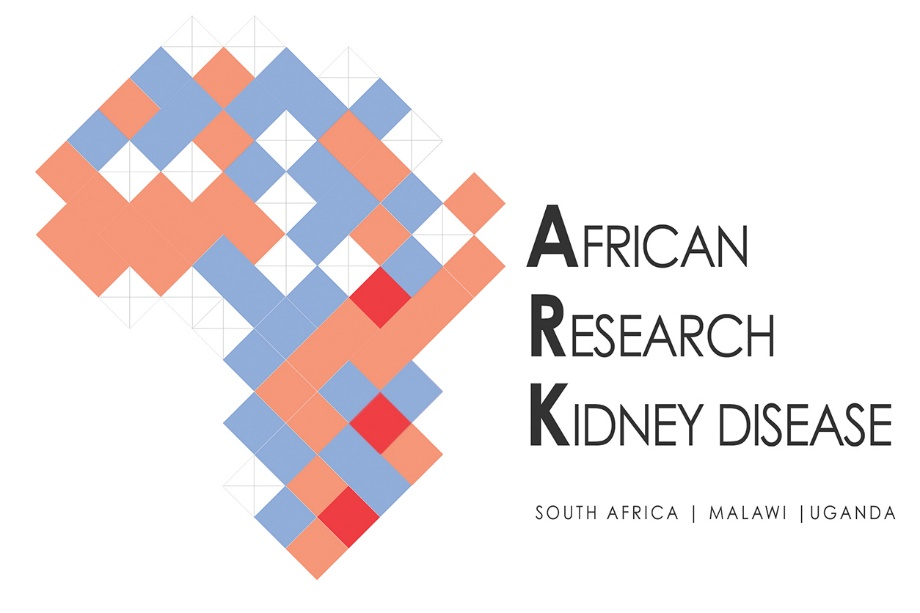 AFRICAN
RESEARCH
KIDNEY DISEASE
SOUTH AFRICA | MALAWI |UGANDA